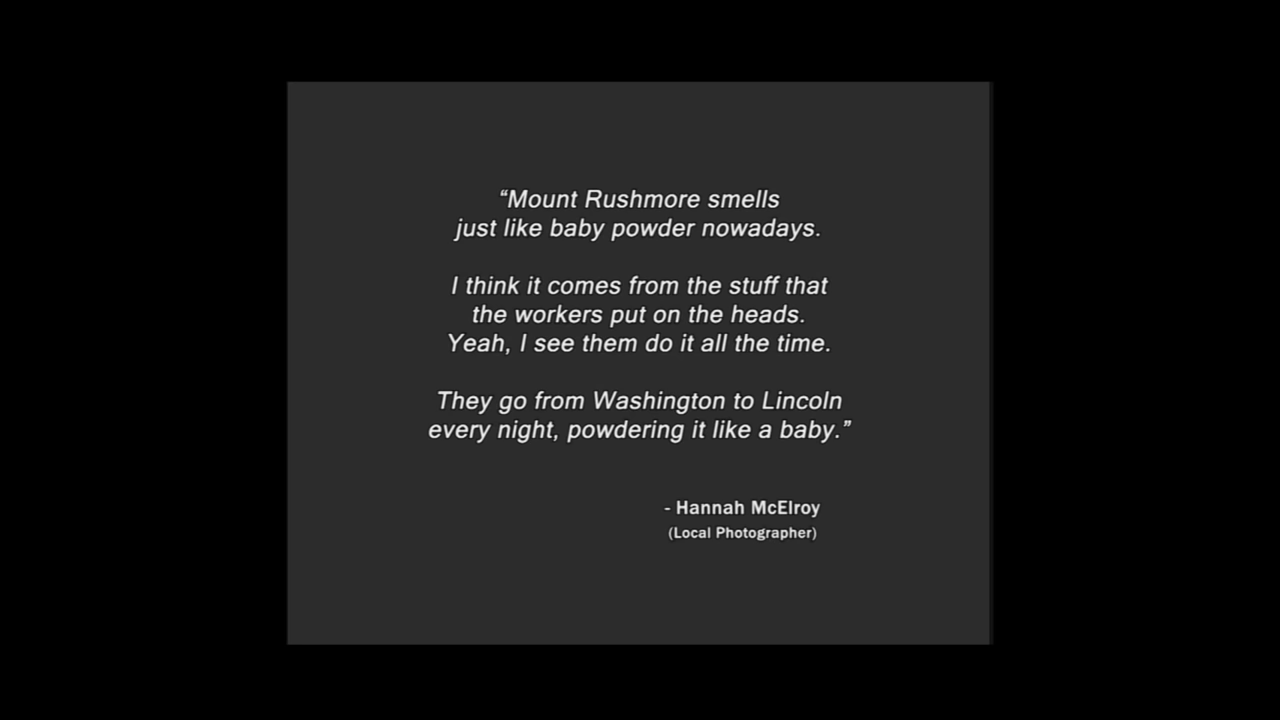 “Mount Rushmore smells
just like baby powder nowadays.
I think it comes from the stuff that
the workers put on the heads.
Yeah, I see them do it all the time.
They go from Washington to Lincoln
every night, powdering it like a baby.”
- Hannah McElroy
(Local Photographer)